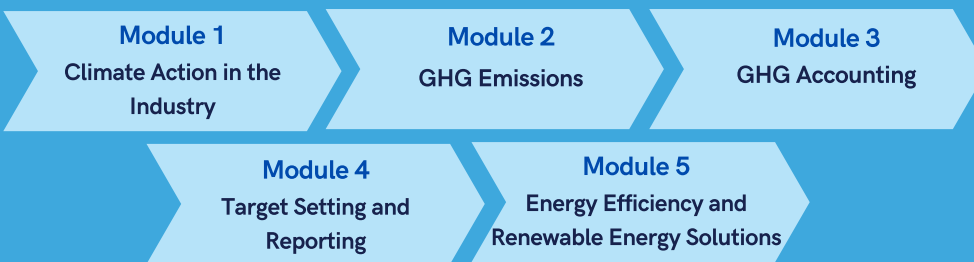 Module 1
Climate Action in the
Industry
Module 2
GHG Emissions
Module 3
GHG Accounting
Module 4
Target Setting and
Reporting
Module 5
Energy Efficiency and
Renewable Energy Solutions